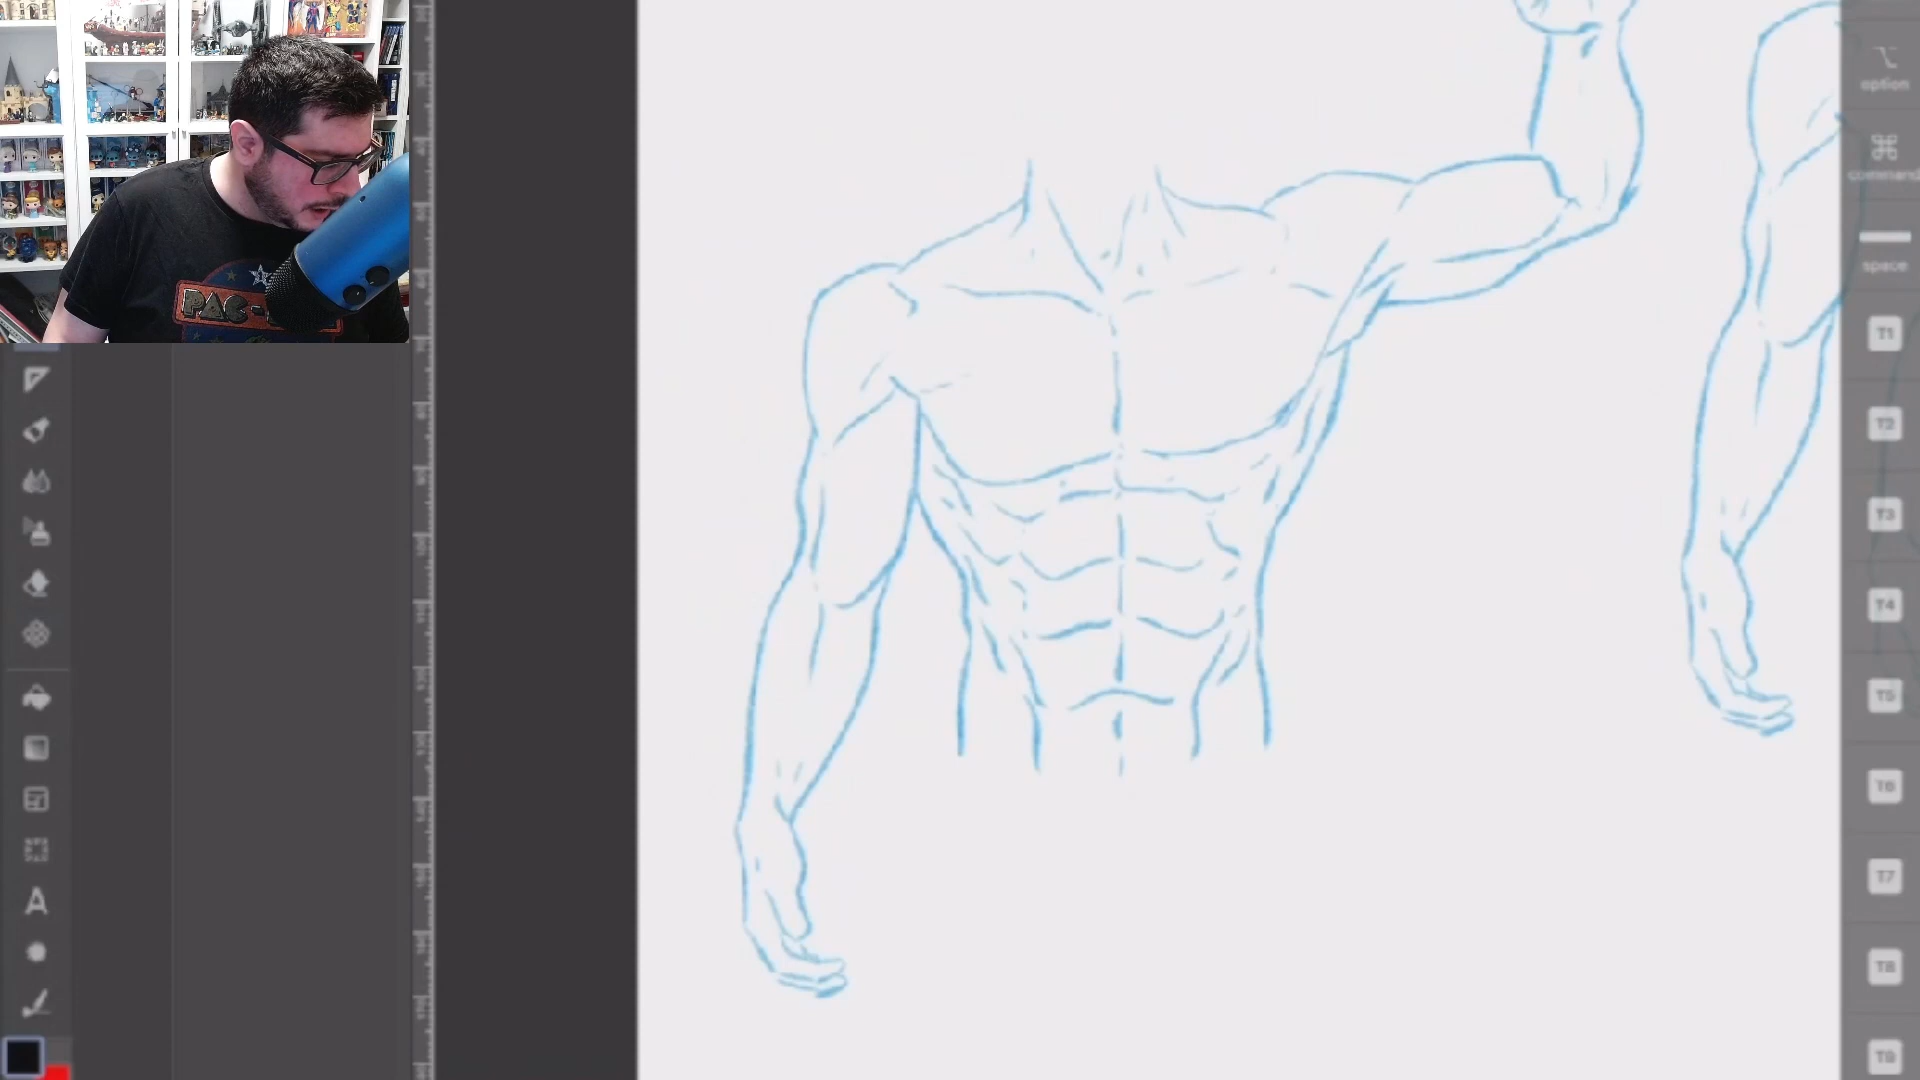 PAC-
option
command
space
T1
T2
T3
T4
T5
T6
T7
T8
T9
A